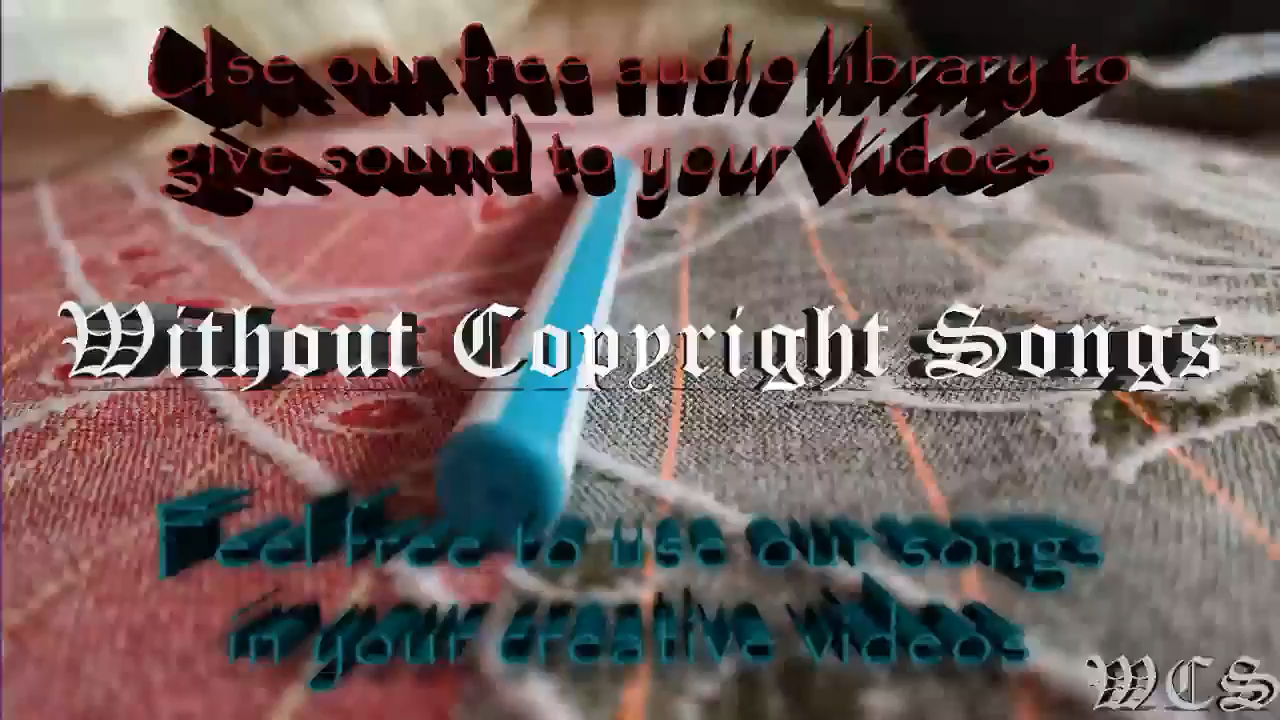 Use our free audio library to
give sound to your Vidoes
Without Copyright Songs
Feel free to use our songs
in your creative videos
WCS